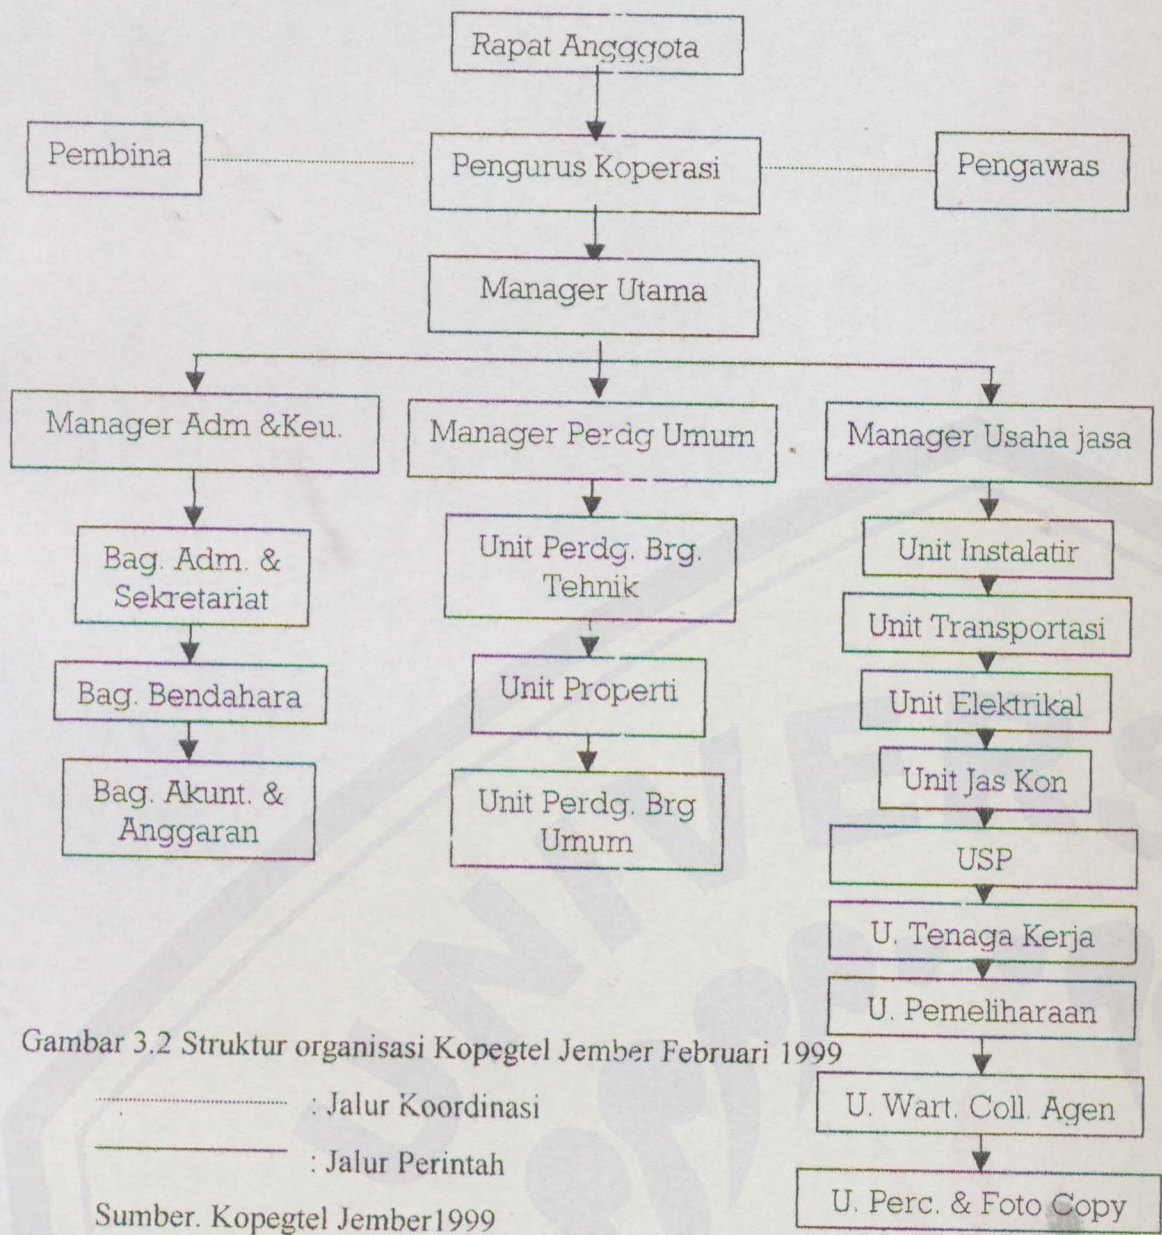 Rapat Angggota
Pembina
Pengurus Koperasi
Pengawas
Manager Utama
Manager Adm &Keu.
Manager Perdg Umum
Manager Usaha jasa
Bag. Adm. &
Sekretariat
Bag. Bendahara
Bag. Akunt. &
Anggaran
Unit Perdg. Brg.
Tehnik
Unit Properti
Unit Perdg. Brg
Umum
Unit Instalatir
Unit Transportasi
Unit Elektrikal
Unit Jas Kon
USP
U. Tenaga Kerja
U. Pemeliharaan
U. Wart. Coll. Agen
U. Perc. & Foto Copy
Gambar 3.2 Struktur organisasi Kopegtel Jember Februari 1999
: Jalur Koordinasi
: Jalur Perintah
Sumber. Kopegtel Jember1999
UNIVERS